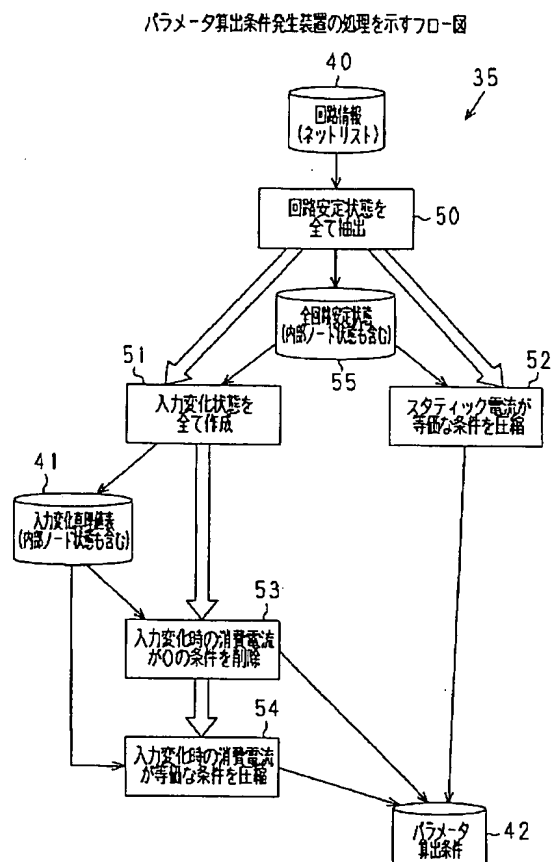 パラメータ算出条件発生装置の処理を示すフロー図
40
35
回路情報
(ネットリスト)
回路安定状態を
全て抽出
50
全回路安定状態
(内部ノード状態も含む)
55
51
入力変化状態を
全て作成
52
スタティック電流が
等価な条件を圧縮
41
入力変化真理値表
(内部ノード状態も含む)
53
入力変化時の消費電流
が0の条件を削除
54
入力変化時の消費電流
が等価な条件を圧縮
パラメータ
算出条件
42